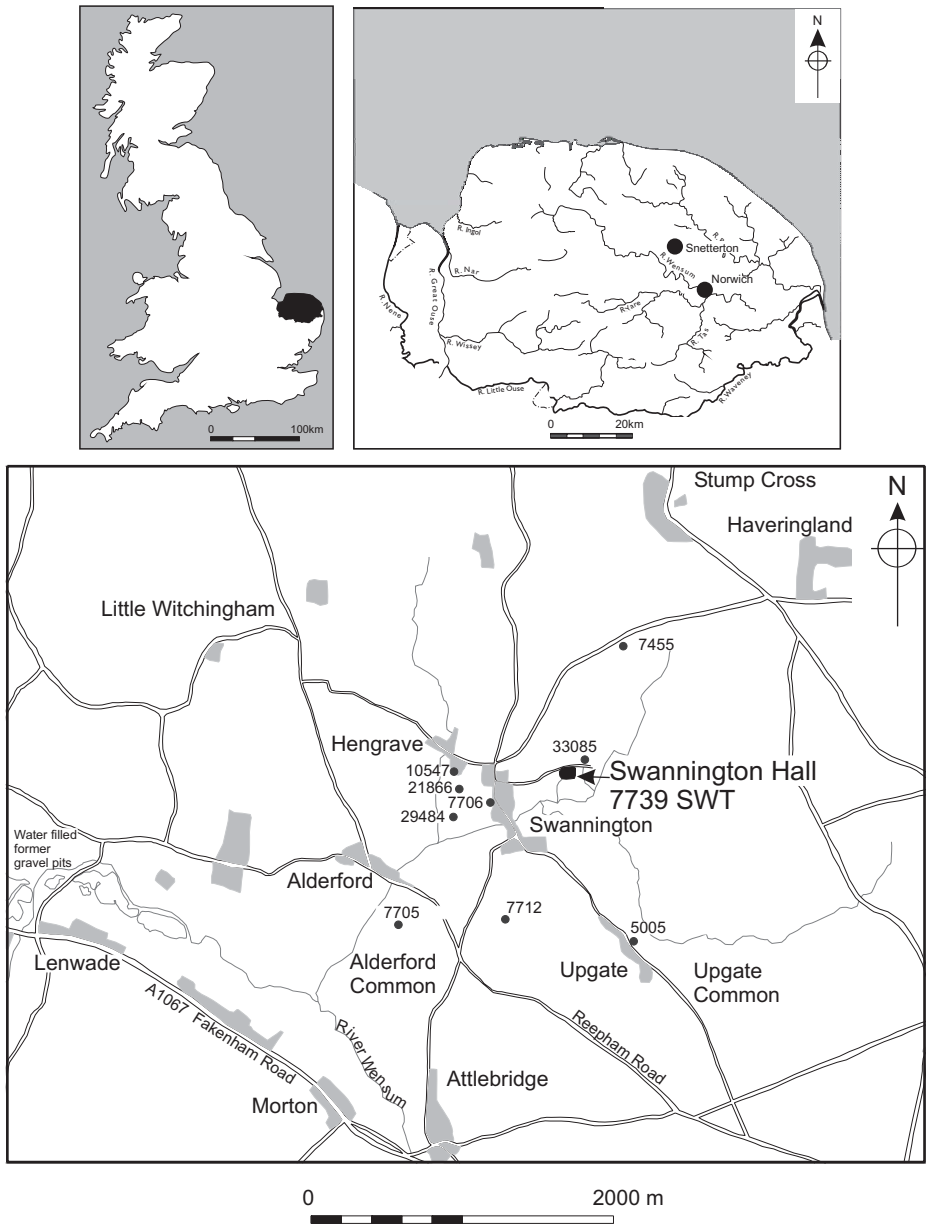 0 100km
N
R. Ingol
R. Nar
R. Great Ouse
R. Nene
R. Wissey
R. Little Ouse
R. Wensum
Snetterton
Norwich
R. Tas
R. Waveney
0 20km
N
Stump Cross
Haveringland
Little Witchingham
7455
Hengrave
33085
10547
21866
7706
29484
Swannington Hall
7739 SWT
Swannington
Water filled
former
gravel pits
Alderford
7705
7712
5005
Lenwade
Alderford
Common
Upgate
Upgate
Common
A1067 Fakenham Road
River Wensum
Reepham Road
Morton
Attlebridge
0 2000 m